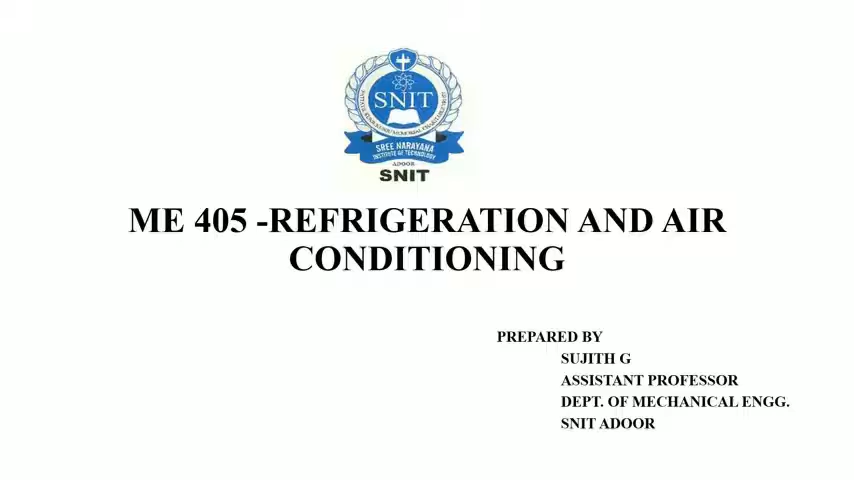 SNIT
SREE NARAYANA
INSTITUTE OF TECHNOLOGY
ADOOR
SNIT
ME 405 -REFRIGERATION AND AIR
CONDITIONING
PREPARED BY
SUJITH G
ASSISTANT PROFESSOR
DEPT. OF MECHANICAL ENGG.
SNIT ADOOR